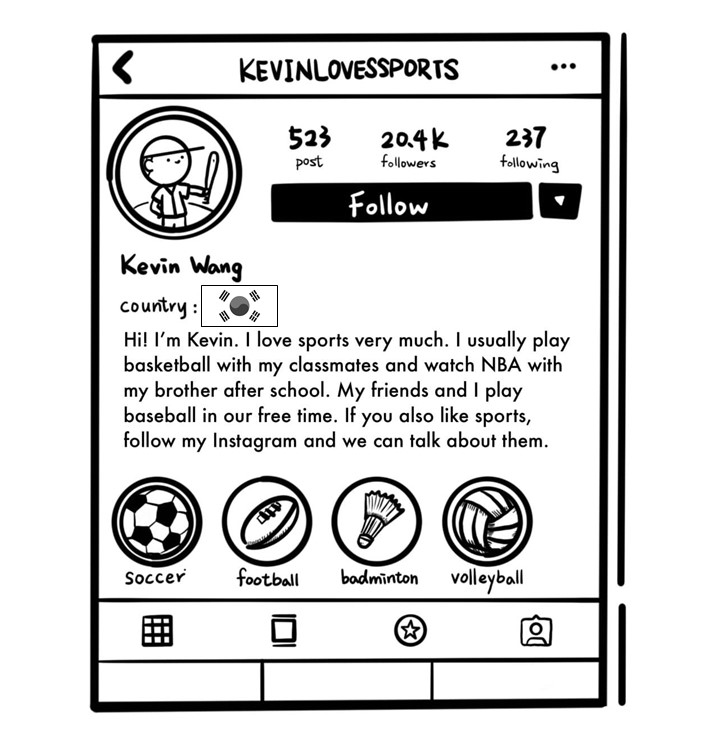 KEVINLOVESSPORTS
523 20.4K 237
post followers following
Follow
Kevin Wang
country :
Hi! I'm Kevin. I love sports very much. I usually play
basketball with my classmates and watch NBA with
my brother after school. My friends and I play
baseball in our free time. If you also like sports,
follow my Instagram and we can talk about them.
soccer football badminton volleyball